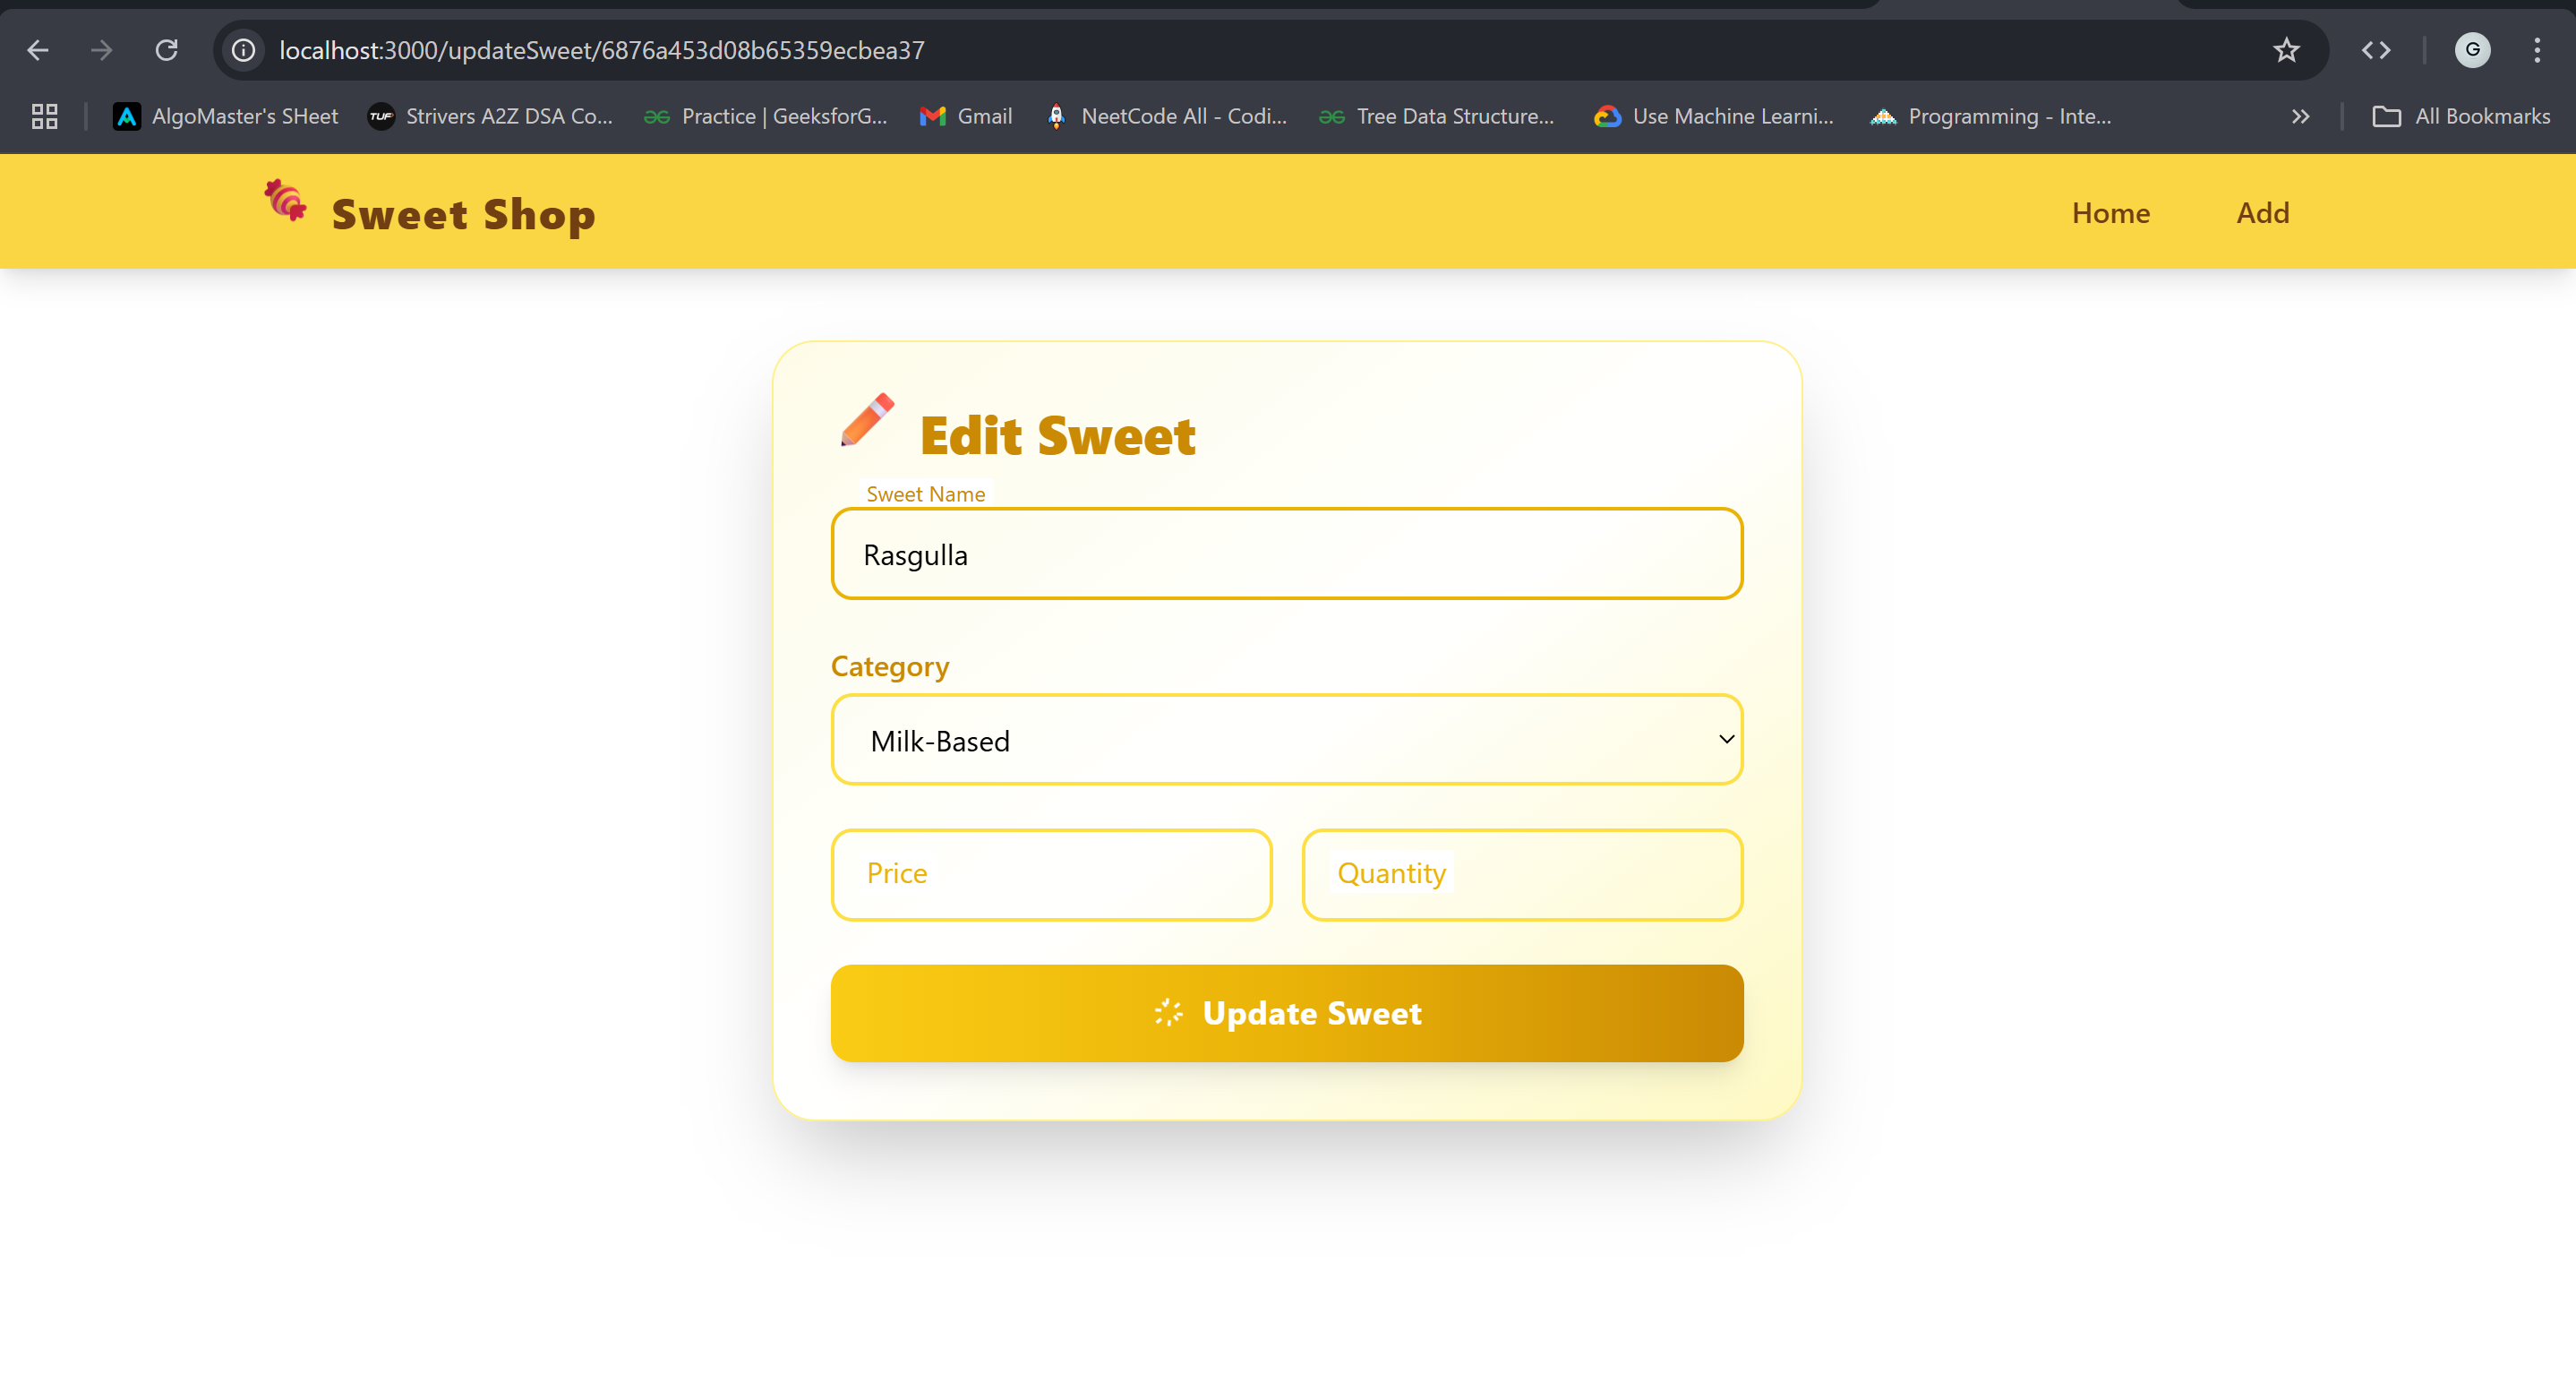 localhost:3000/updateSweet/6876a453d08b65359ecbea37
G
AlgoMaster's SHeet
TUF Strivers A2Z DSA Co...
Practice | GeeksforG...
Gmail
NeetCode All - Codi...
Tree Data Structure...
Use Machine Learni...
Programming - Inte...
All Bookmarks
Sweet Shop
Home
Add
Edit Sweet
Sweet Name
Rasgulla
Category
Milk-Based
Price
Quantity
Update Sweet